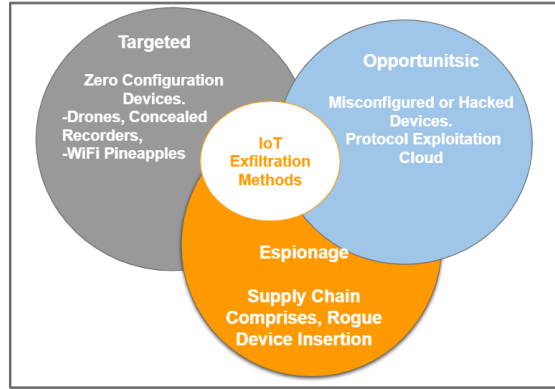 Targeted
Zero Configuration
Devices.
-Drones, Concealed
Recorders,
-WiFi Pineapples
Opportunitsic
Misconfigured or Hacked
Devices.
Protocol Exploitation
Cloud
IoT
Exfiltration
Methods
Espionage
Supply Chain
Comprises, Rogue
Device Insertion